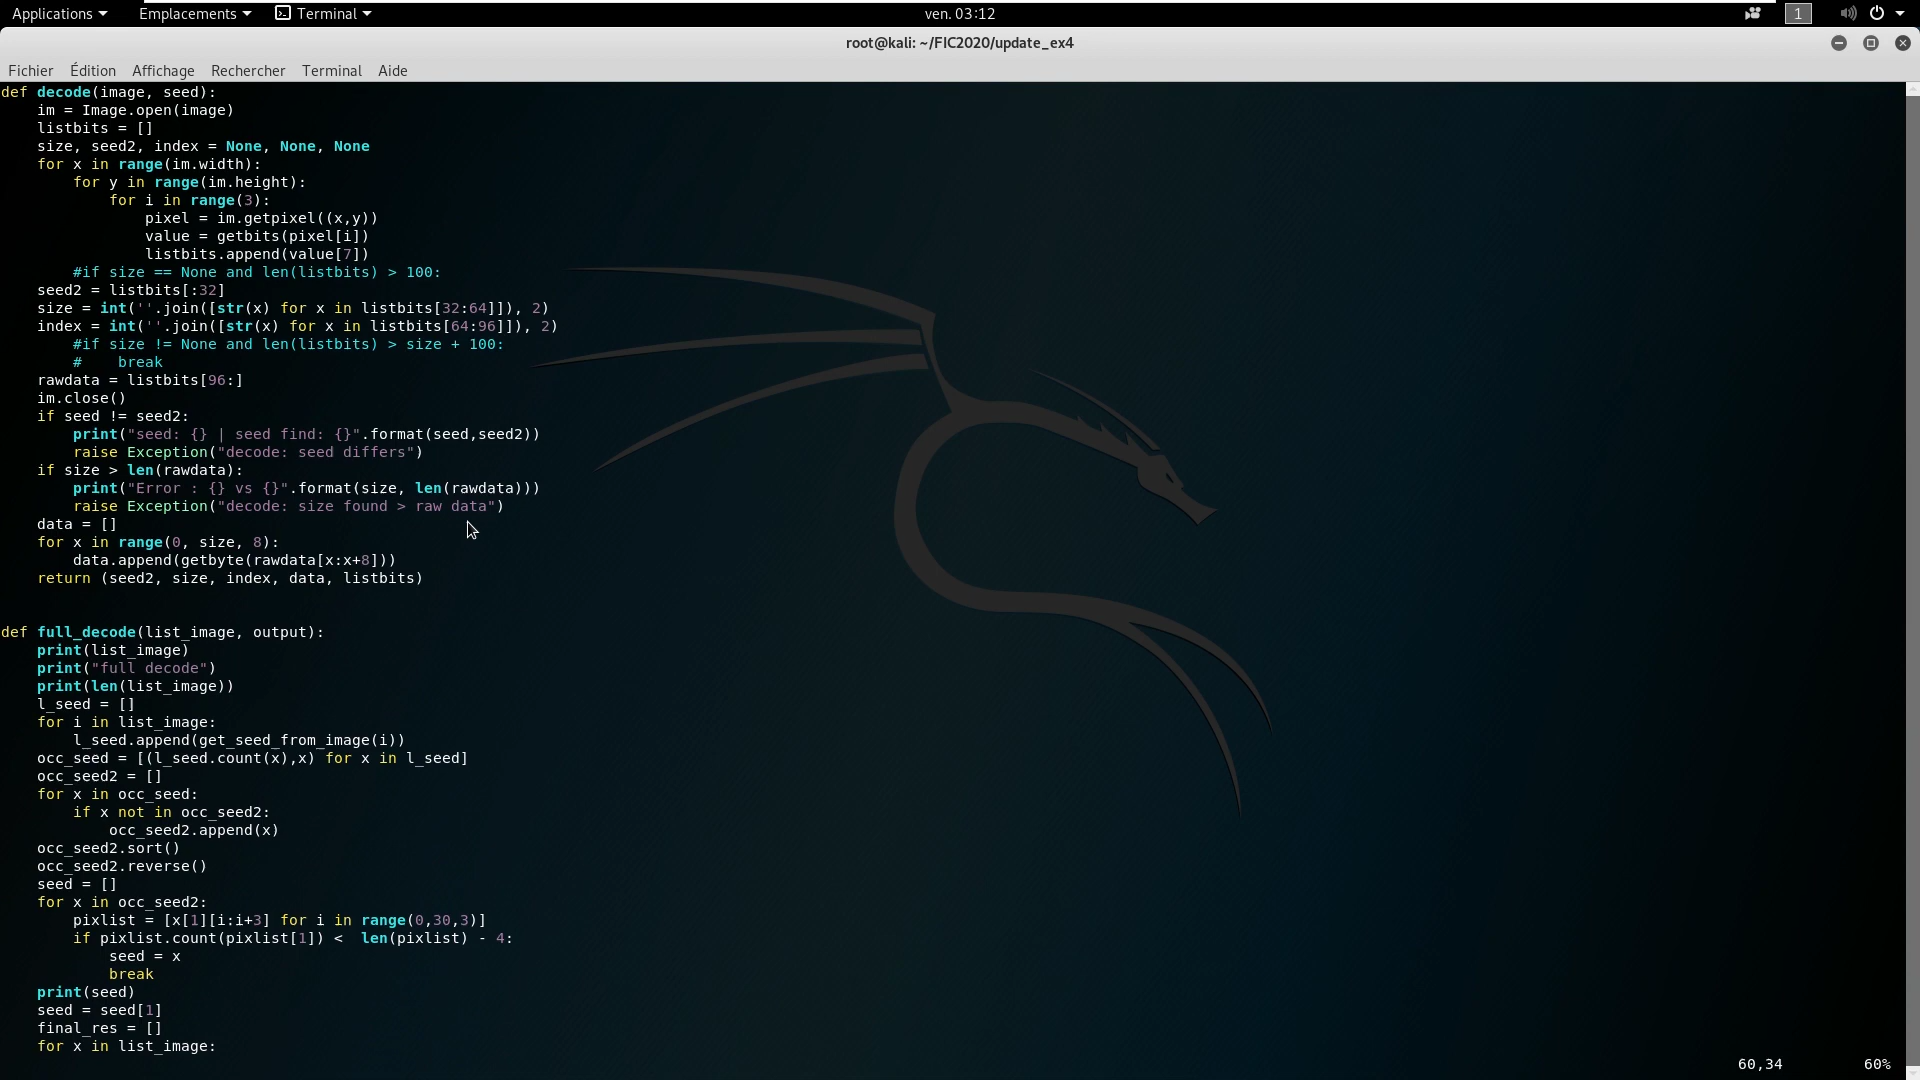 Applications Emplacements Terminal ven. 03:12 1
root@kali: ~/FIC2020/update_ex4
Fichier Édition Affichage Rechercher Terminal Aide
def decode(image, seed):
    im = Image.open(image)
    listbits = []
    size, seed2, index = None, None, None
    for x in range(im.width):
        for y in range(im.height):
            for i in range(3):
                pixel = im.getpixel((x,y))
                value = getbits(pixel[i])
                listbits.append(value[7])
        #if size == None and len(listbits) > 100:
    seed2 = listbits[:32]
    size = int(''.join([str(x) for x in listbits[32:64]]), 2)
    index = int(''.join([str(x) for x in listbits[64:96]]), 2)
        #if size != None and len(listbits) > size + 100:
        #    break
    rawdata = listbits[96:]
    im.close()
    if seed != seed2:
        print("seed: {} | seed find: {}".format(seed,seed2))
        raise Exception("decode: seed differs")
    if size > len(rawdata):
        print("Error : {} vs {}".format(size, len(rawdata)))
        raise Exception("decode: size found > raw data")
    data = []
    for x in range(0, size, 8):
        data.append(getbyte(rawdata[x:x+8]))
    return (seed2, size, index, data, listbits)
def full_decode(list_image, output):
    print(list_image)
    print("full decode")
    print(len(list_image))
    l_seed = []
    for i in list_image:
        l_seed.append(get_seed_from_image(i))
    occ_seed = [(l_seed.count(x),x) for x in l_seed]
    occ_seed2 = []
    for x in occ_seed:
        if x not in occ_seed2:
            occ_seed2.append(x)
    occ_seed2.sort()
    occ_seed2.reverse()
    seed = []
    for x in occ_seed2:
        pixlist = [x[1][i:i+3] for i in range(0,30,3)]
        if pixlist.count(pixlist[1]) <  len(pixlist) - 4:
            seed = x
            break
    print(seed)
    seed = seed[1]
    final_res = []
    for x in list_image:
60,34 60%